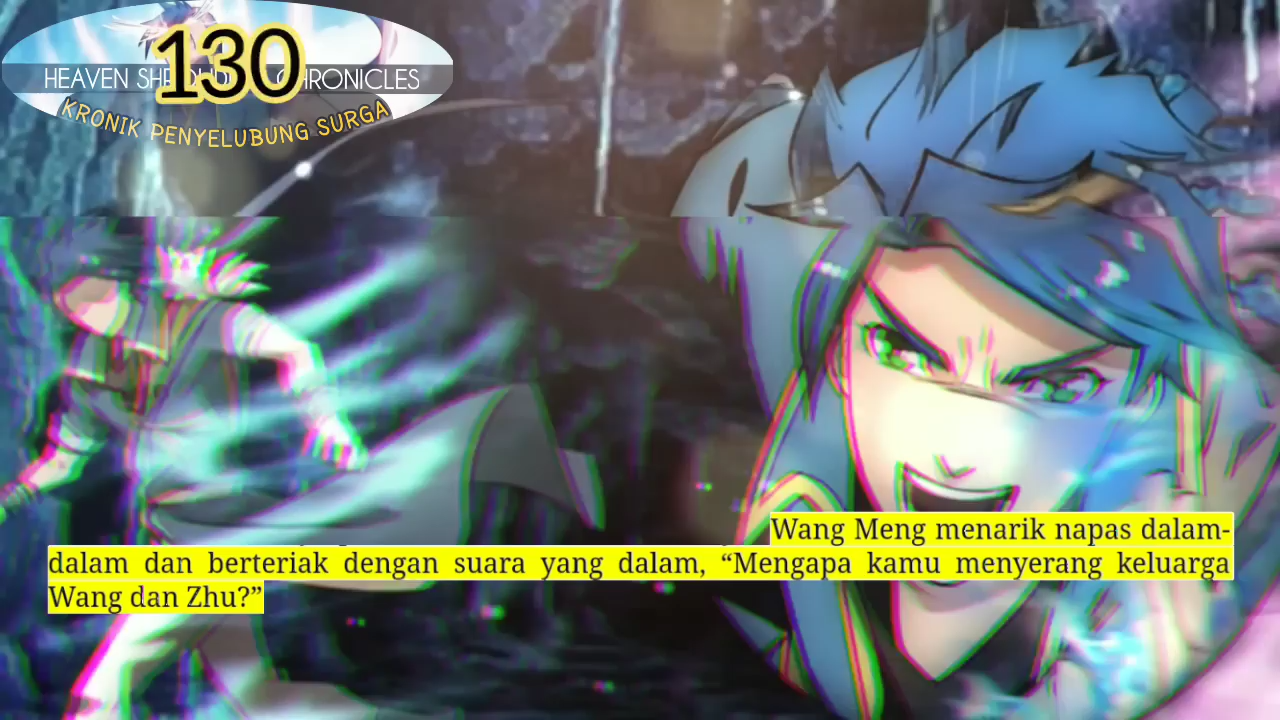 130
HEAVEN SH CHRONICLES
KRONIK PENYELUBUNG SURGA
Wang Meng menarik napas dalam-
dalam dan berteriak dengan suara yang dalam, “Mengapa kamu menyerang keluarga
Wang dan Zhu?”